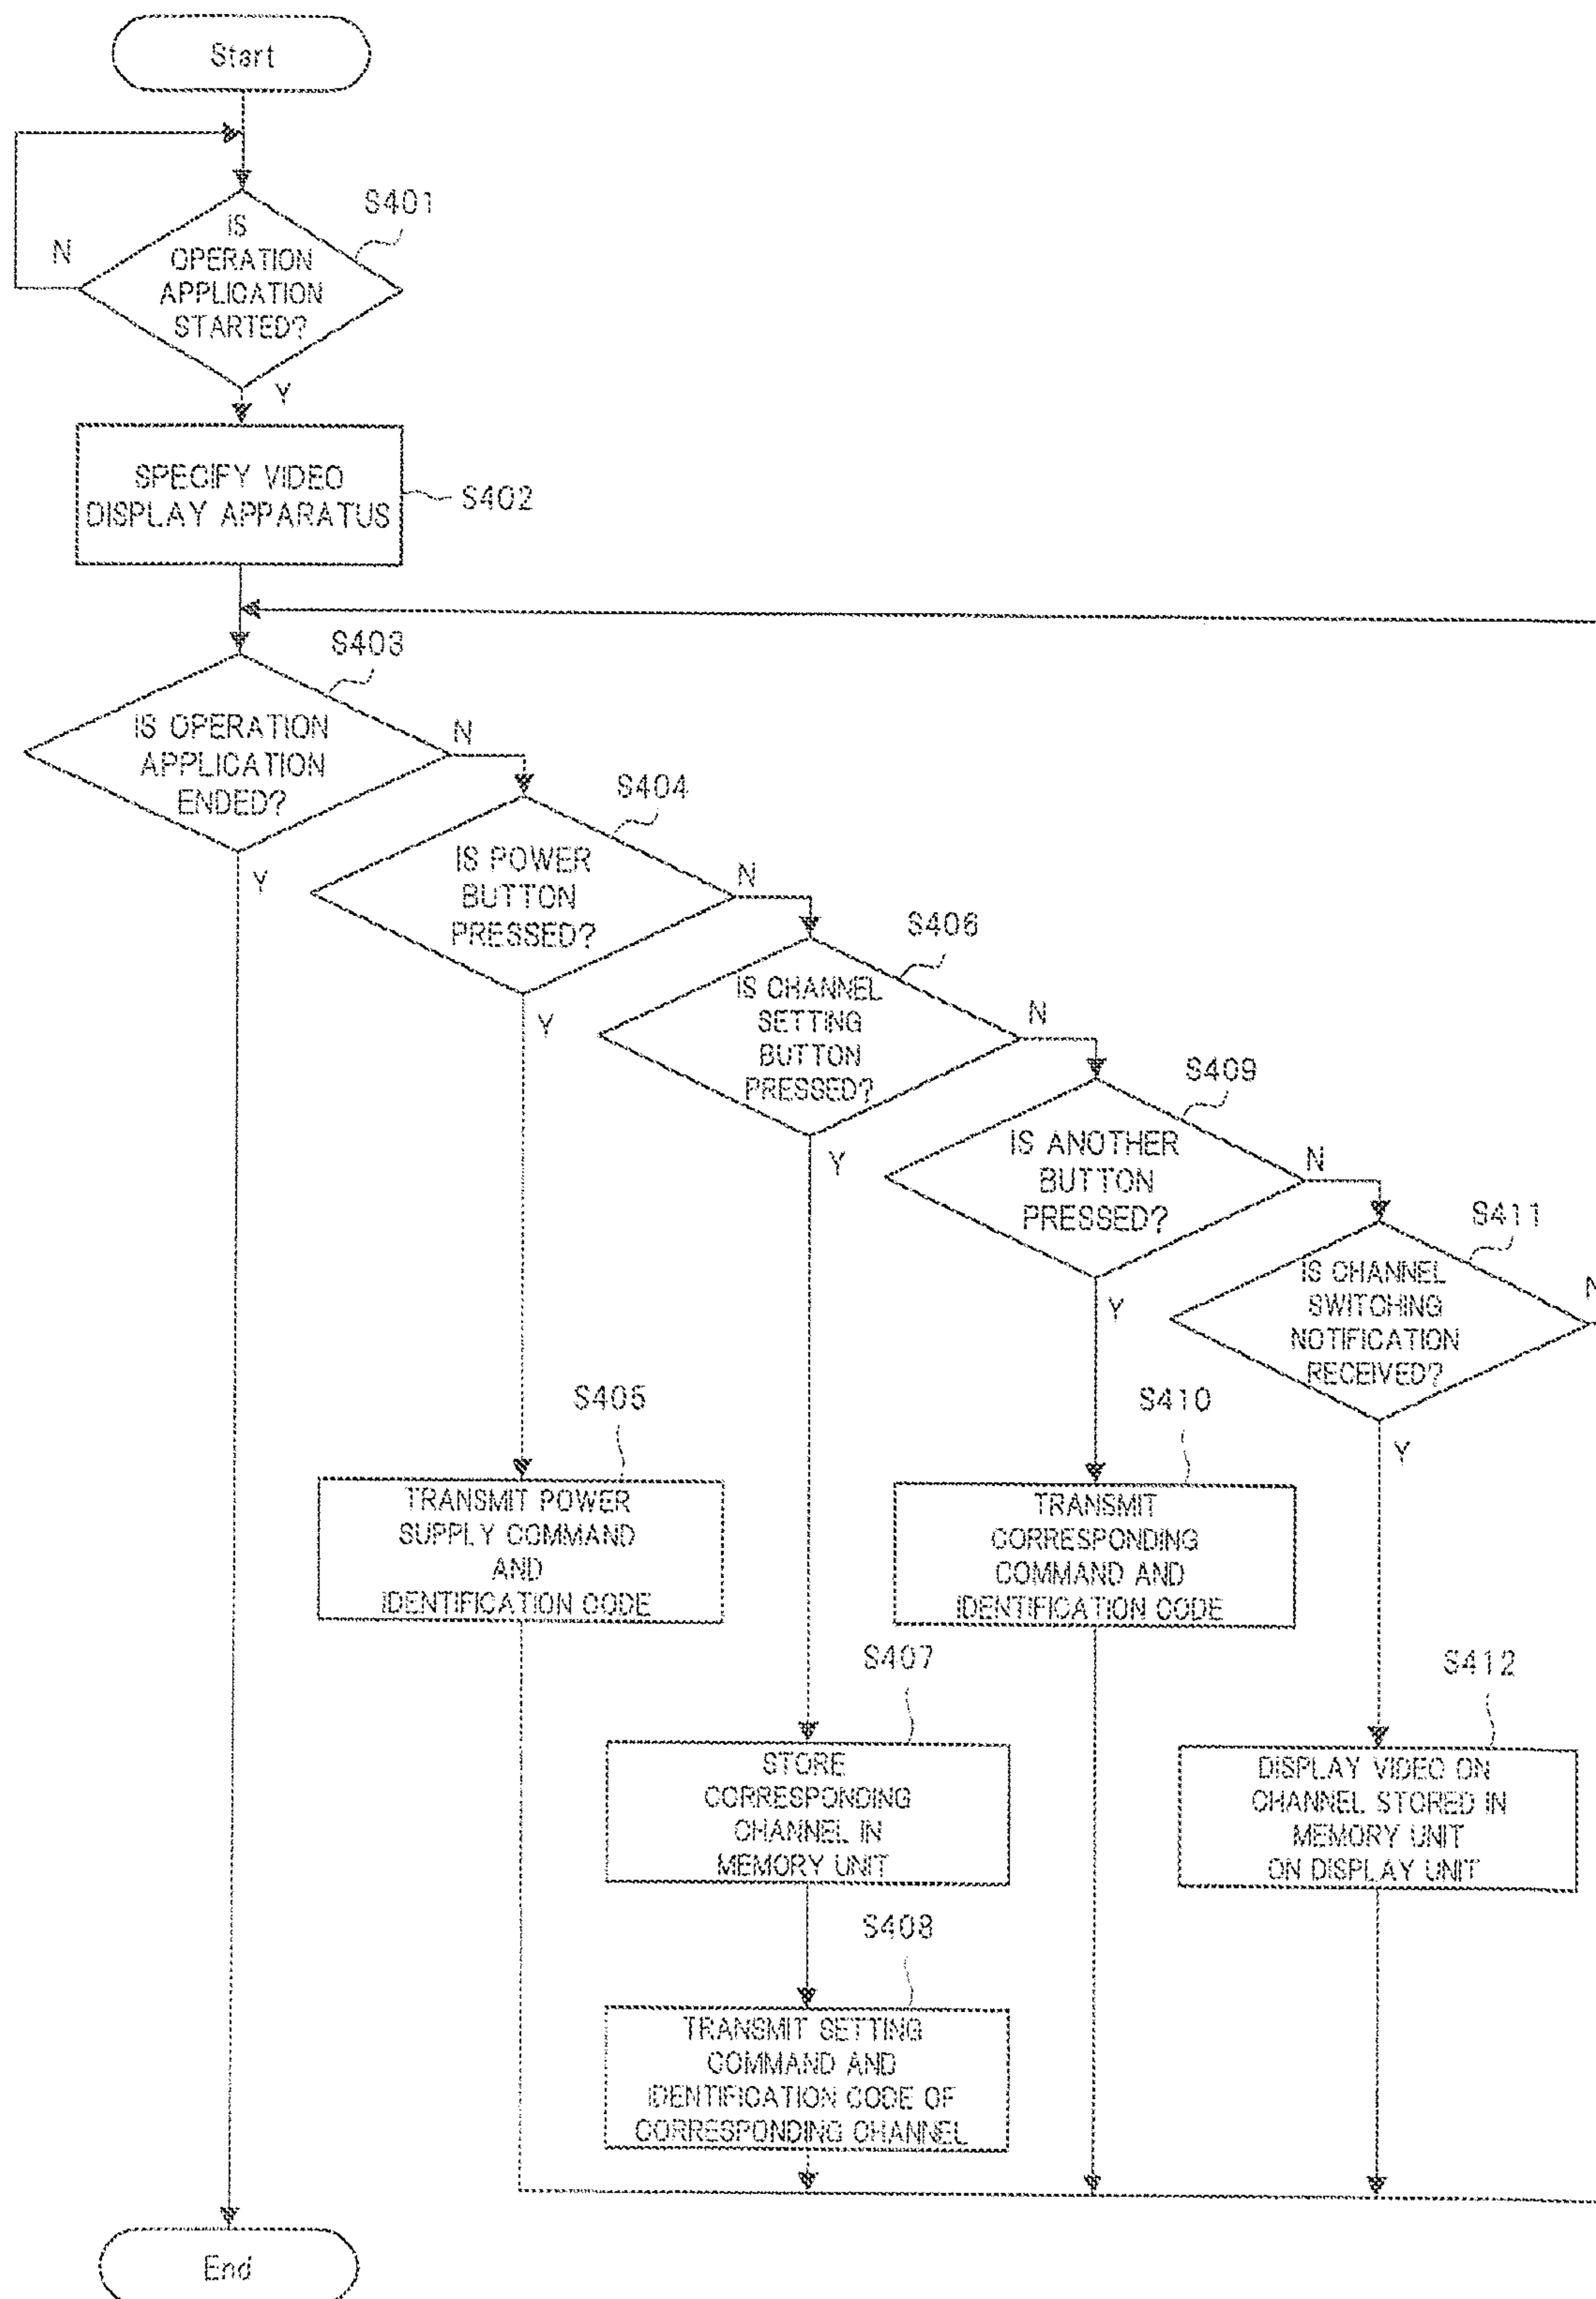 Start
S401
IS
OPERATION
APPLICATION
STARTED?
N
Y
SPECIFY VIDEO
DISPLAY APPARATUS
S402
S403
IS OPERATION
APPLICATION
ENDED?
N
Y
S404
IS POWER
BUTTON
PRESSED?
N
Y
S406
IS CHANNEL
SETTING
BUTTON
PRESSED?
N
Y
S409
IS ANOTHER
BUTTON
PRESSED?
N
Y
S411
IS CHANNEL
SWITCHING
NOTIFICATION
RECEIVED?
N
Y
S405
TRANSMIT POWER
SUPPLY COMMAND
AND
IDENTIFICATION CODE
S410
TRANSMIT
CORRESPONDING
COMMAND AND
IDENTIFICATION CODE
S407
STORE
CORRESPONDING
CHANNEL IN
MEMORY UNIT
S412
DISPLAY VIDEO ON
CHANNEL STORED IN
MEMORY UNIT
ON DISPLAY UNIT
S408
TRANSMIT SETTING
COMMAND AND
IDENTIFICATION CODE OF
CORRESPONDING CHANNEL
End